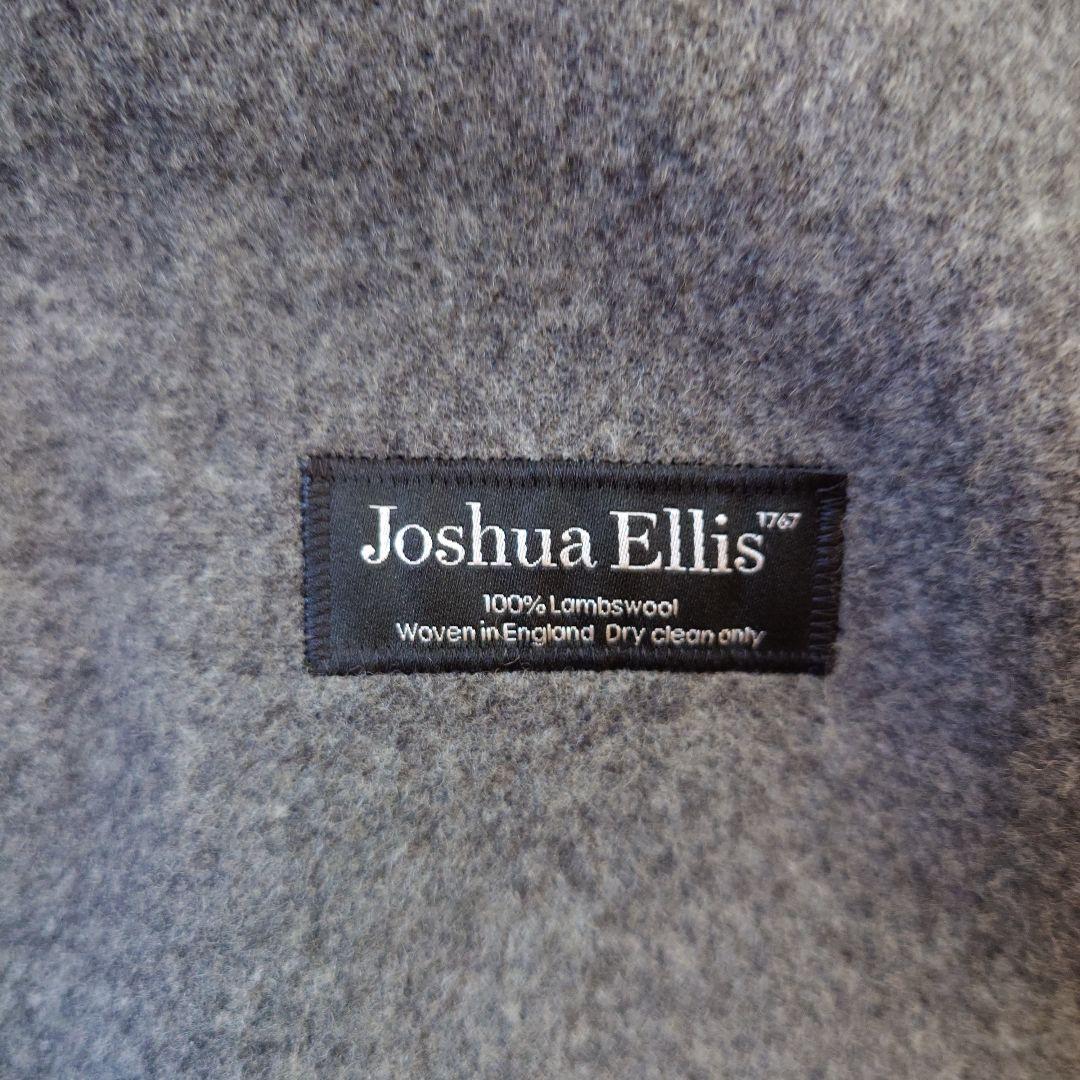 Joshua Ellis 1767
100% Lambswool
Woven in England Dry clean only